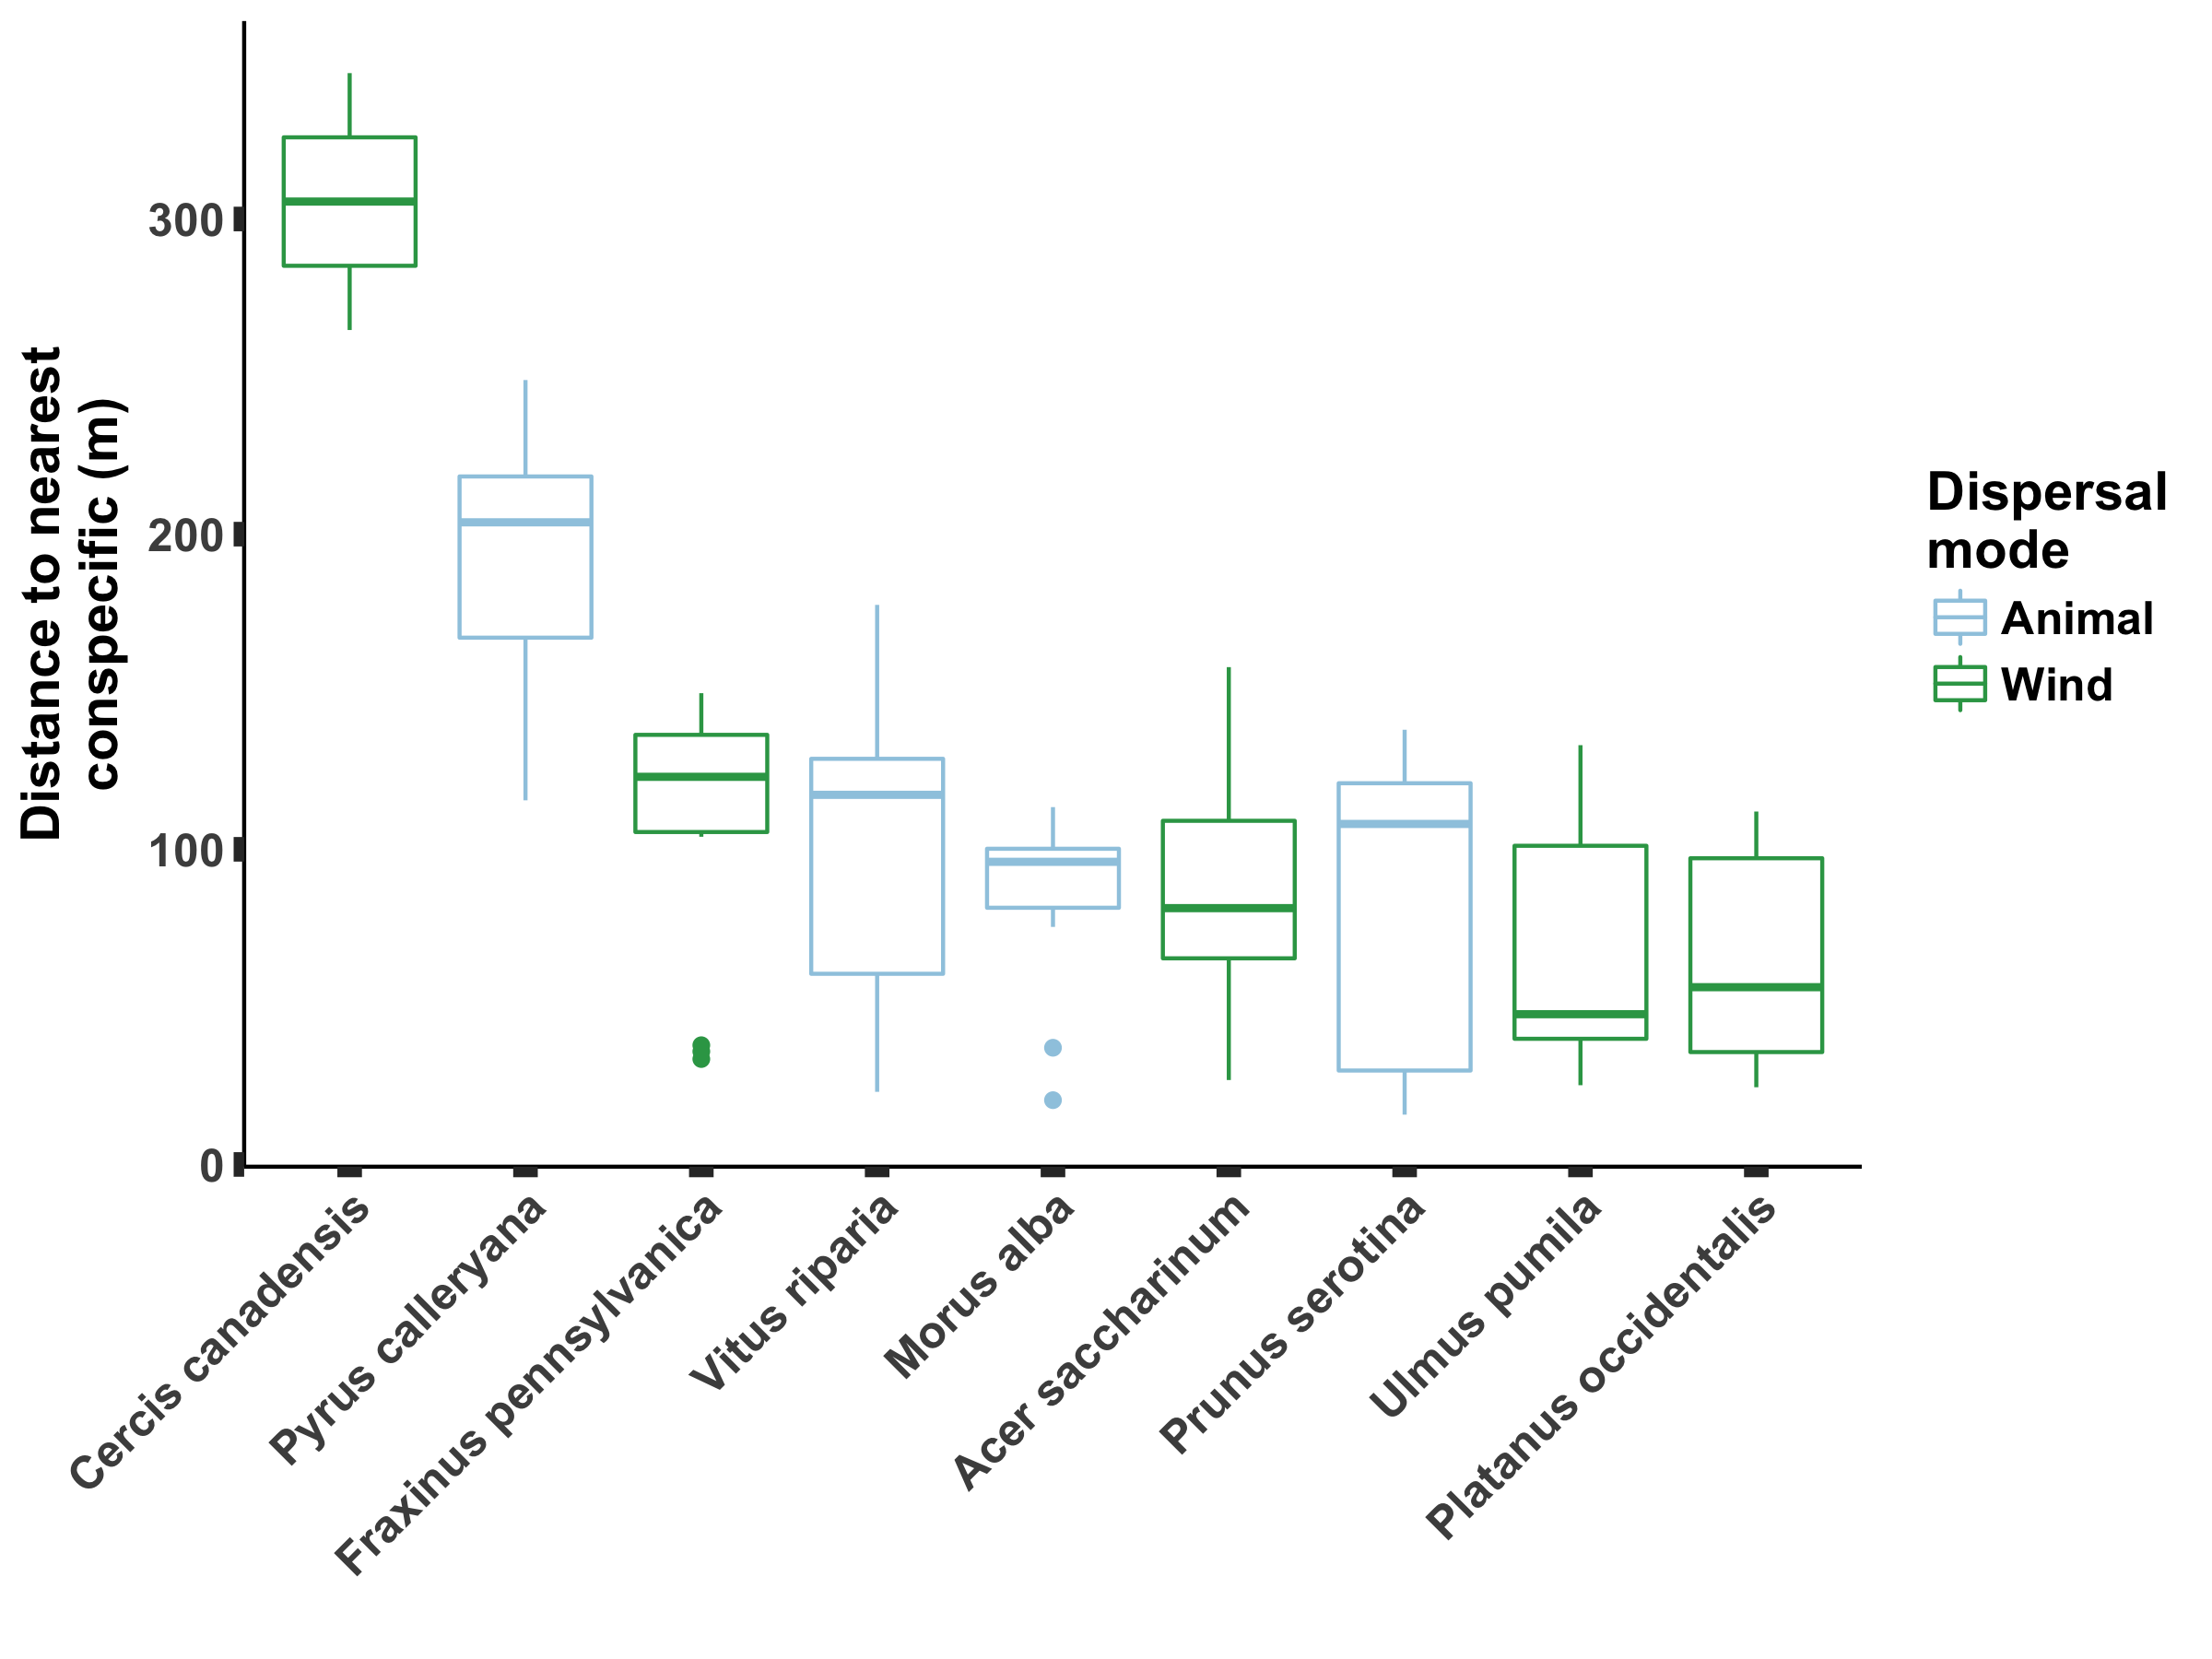 Distance to nearest
conspecific (m)
300
200
100
0
Cercis canadensis
Pyrus calleryana
Fraxinus pennsylvanica
Vitus riparia
Morus alba
Acer saccharinum
Prunus serotina
Ulmus pumila
Platanus occidentalis
Dispersal
mode
Animal
Wind